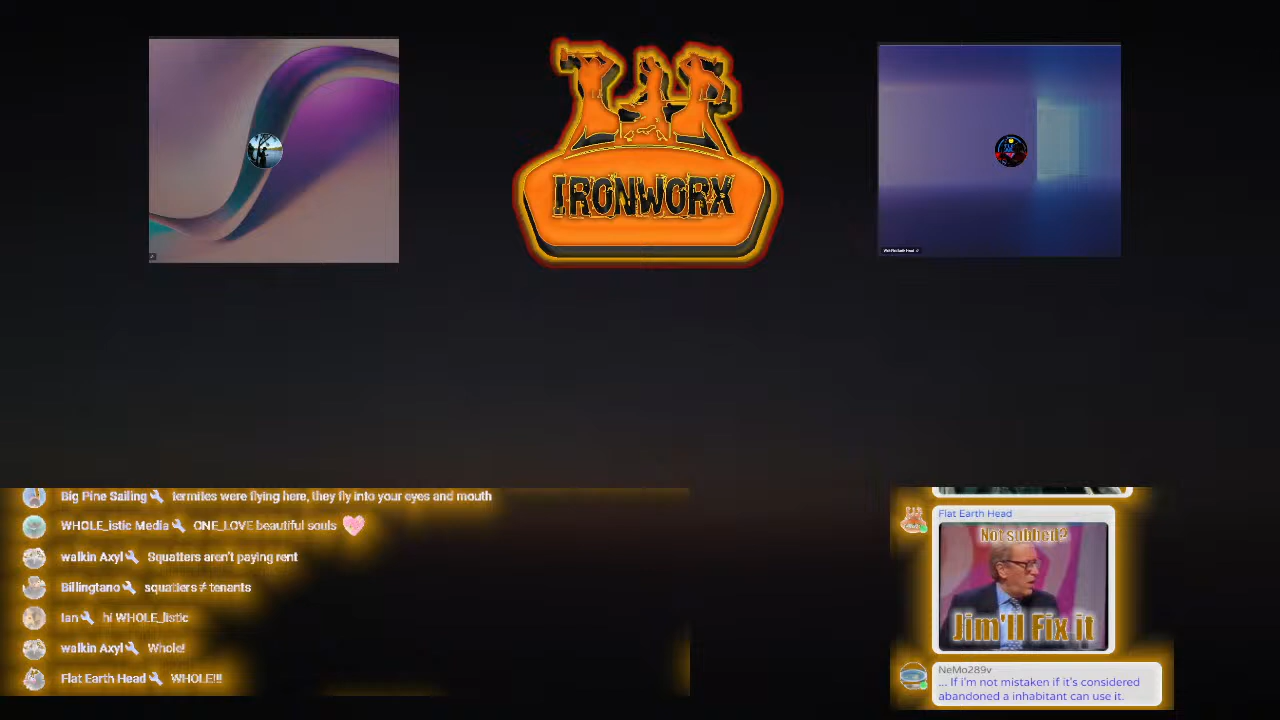 IRONWORX
Big Pine Sailing termites were flying here, they fly into your eyes and mouth
WHOLE_istic Media ONE_LOVE beautiful souls
walkin Axyl Squatters aren't paying rent
Billingtano squatters ≠ tenants
Ian hi WHOLE_listic
walkin Axyl Whole!
Flat Earth Head WHOLE!!!
Flat Earth Head
Not subbed?
Jim'll Fix it
NeMo289v
... If i'm not mistaken if it's considered
abandoned a inhabitant can use it.